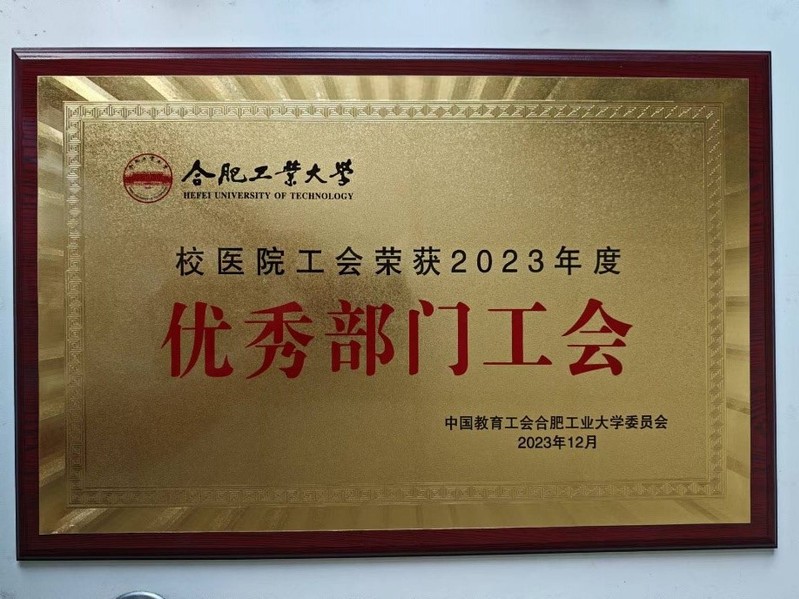 合肥工業大學
HEFEI UNIVERSITY OF TECHNOLOGY
校医院工会荣获2023年度
优秀部门工会
中国教育工会合肥工业大学委员会
2023年12月